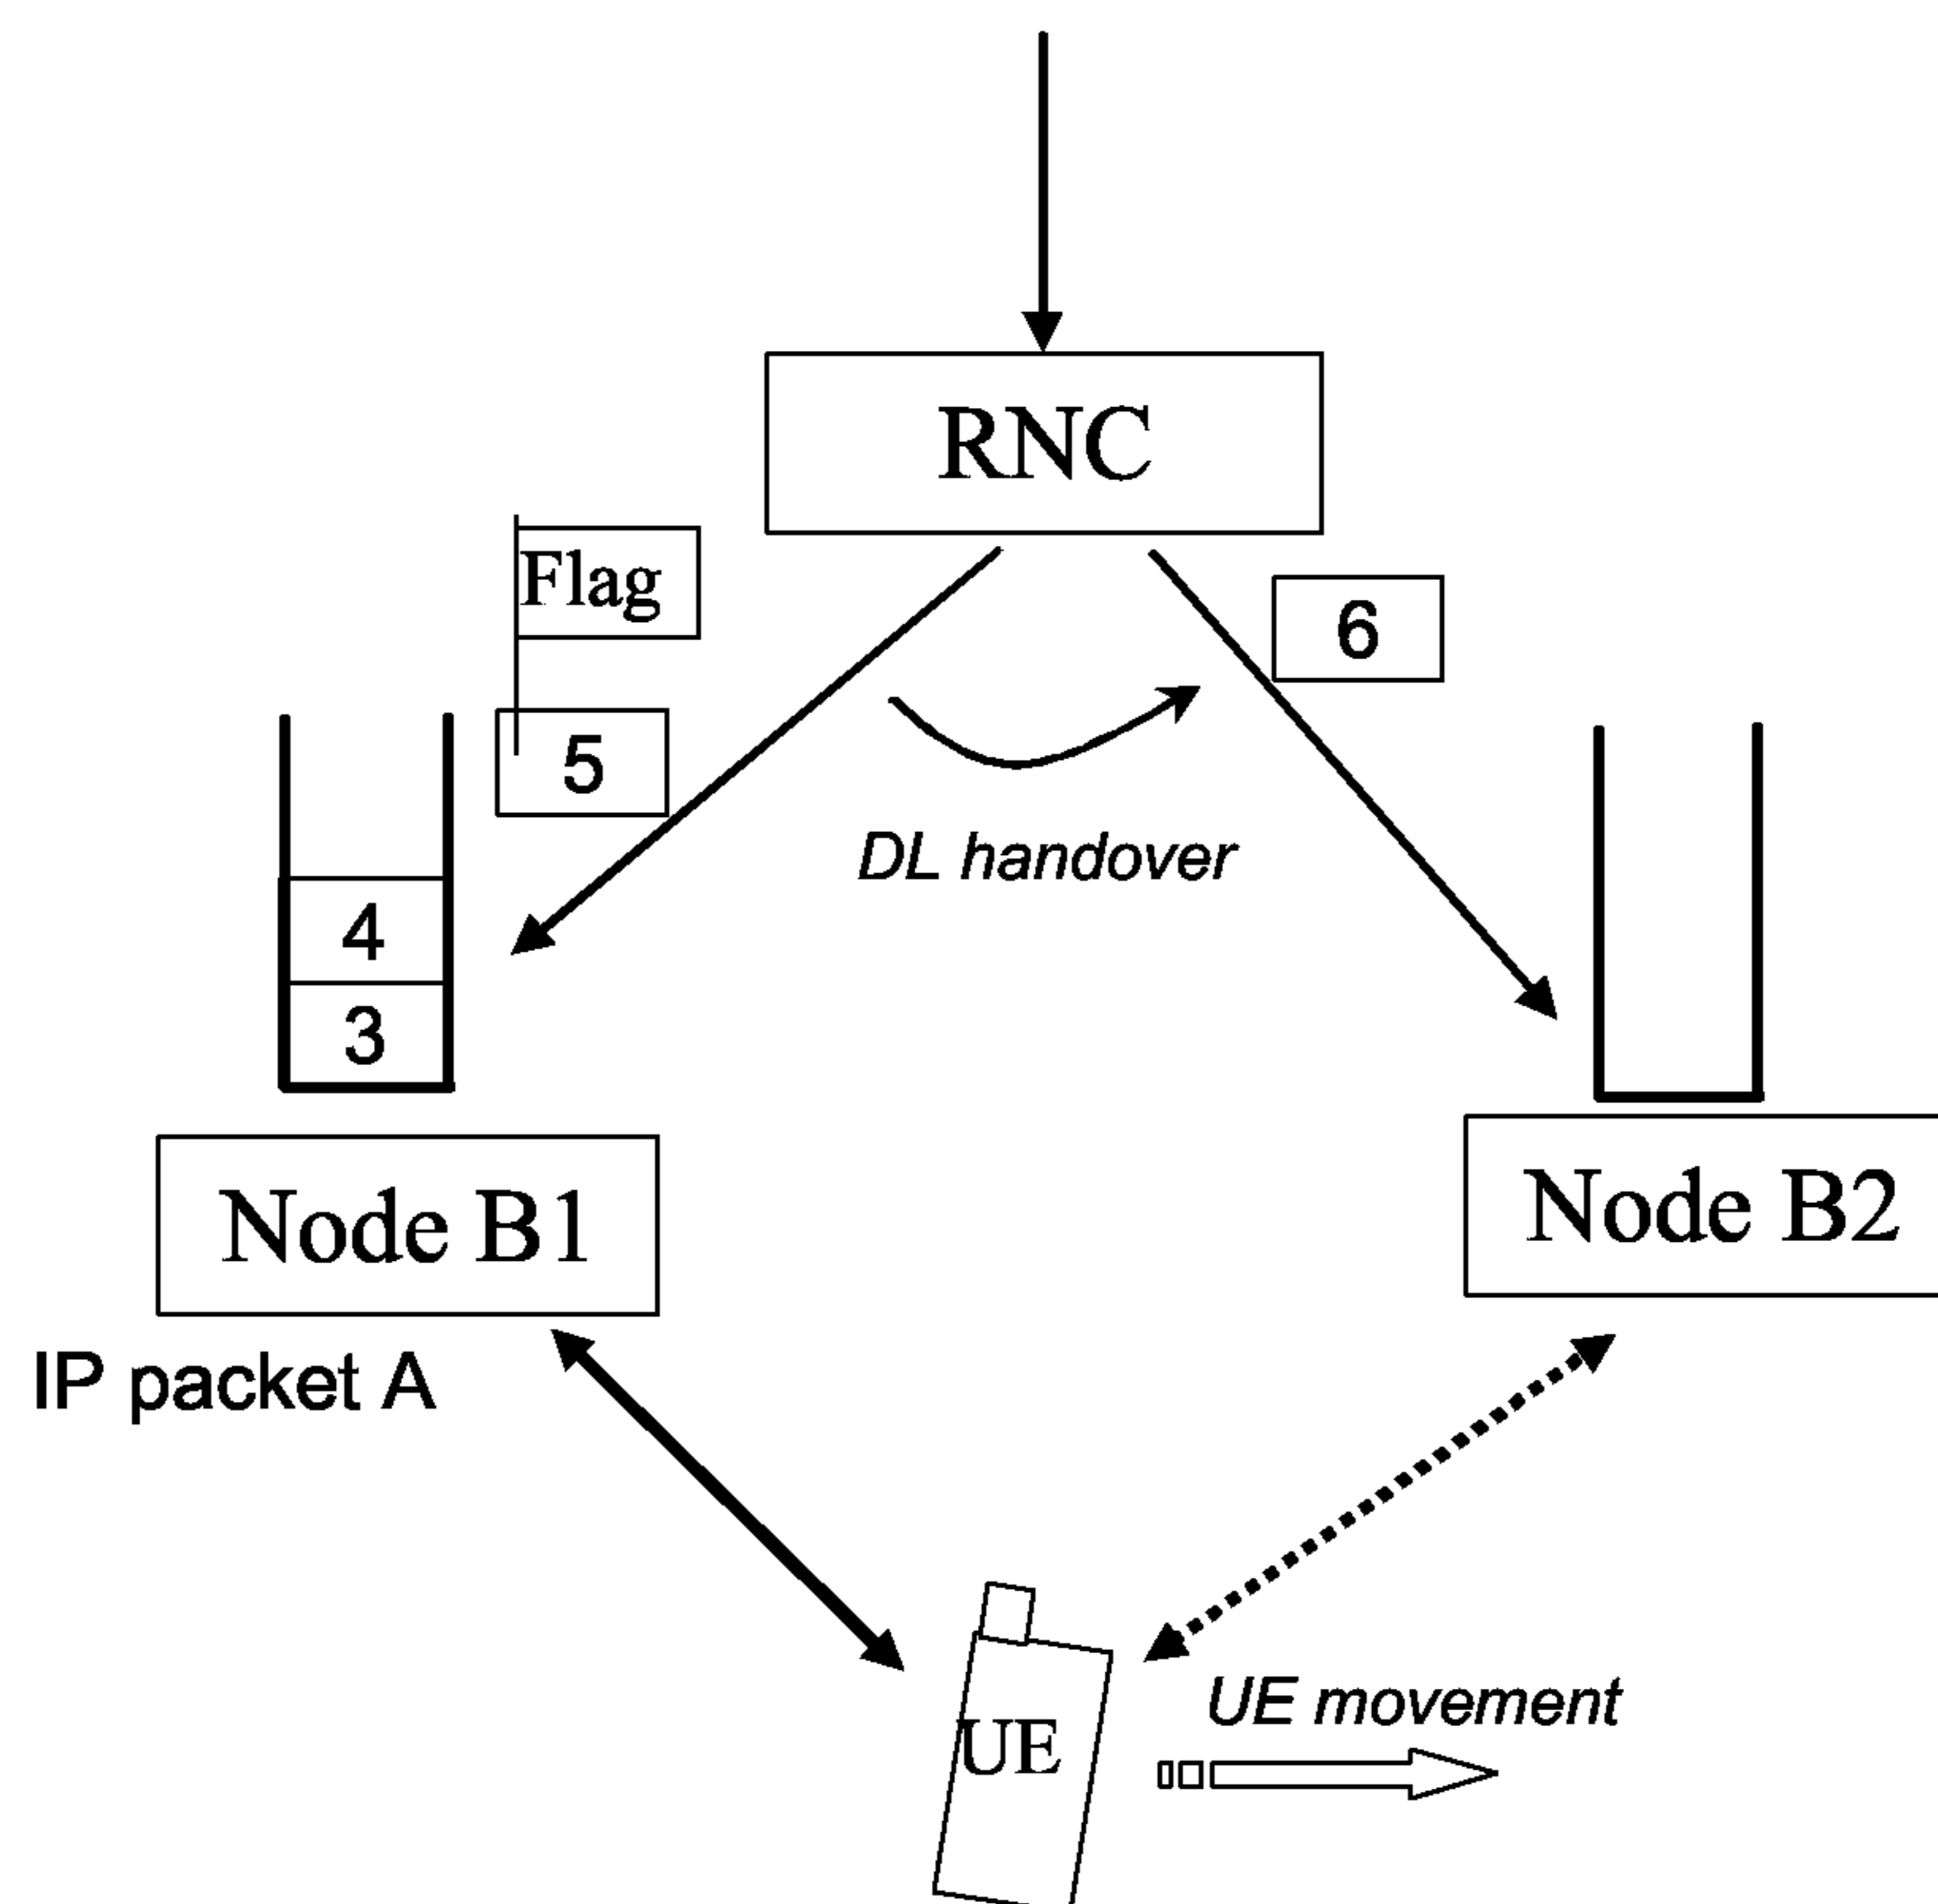 RNC
Flag
6
5
DL handover
4
3
Node B1
Node B2
IP packet A
UE movement
UE